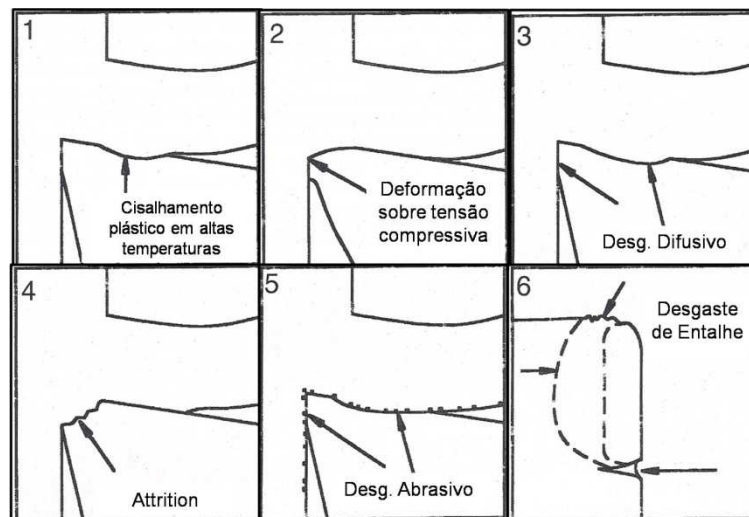 1
Cisalhamento
plástico em altas
temperaturas
2
Deformação
sobre tensão
compressiva
3
Desg. Difusivo
4
Attrition
5
Desg. Abrasivo
6
Desgaste
de Entalhe